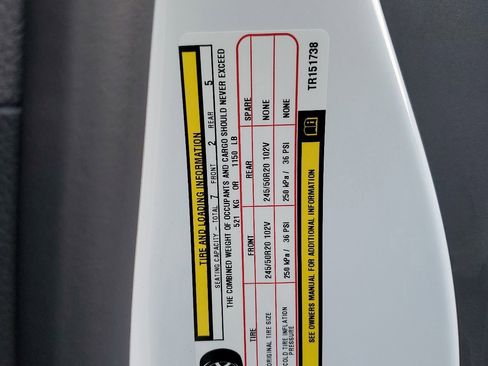 TIRE AND LOADING INFORMATION
SEATING CAPACITY - TOTAL 7 FRONT 2 REAR 5
THE COMBINED WEIGHT OF OCCUPANTS AND CARGO SHOULD NEVER EXCEED
521 KG OR 1150 LB
TIRE FRONT REAR SPARE
ORIGINAL TIRE SIZE 245/50R20 102V 245/50R20 102V NONE
COLD TIRE INFLATION
PRESSURE 250 kPa / 36 PSI 250 kPa / 36 PSI NONE
SEE OWNERS MANUAL FOR ADDITIONAL INFORMATION
TR151738